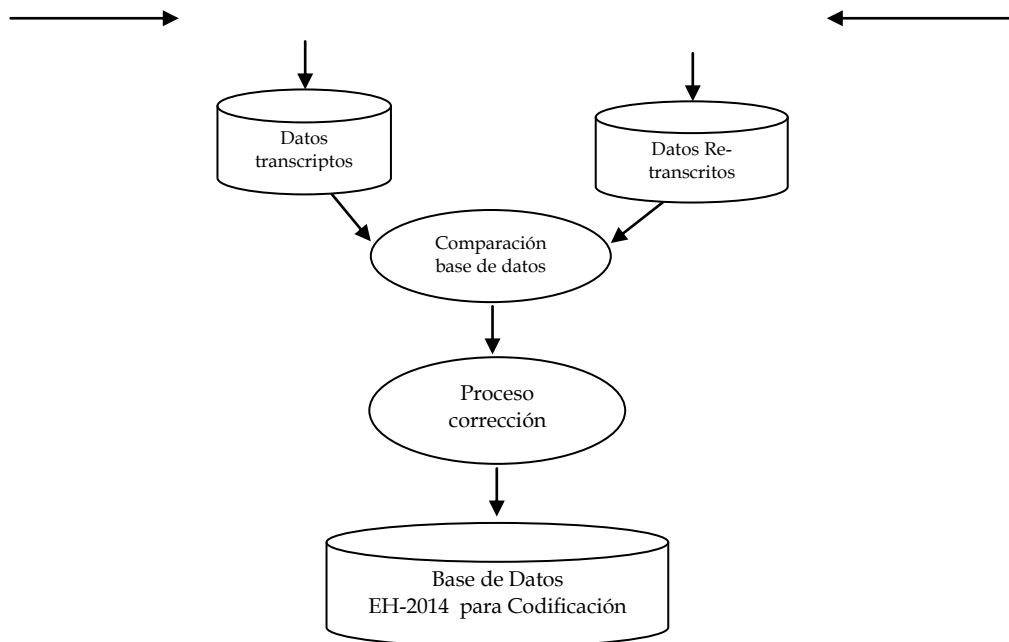 Datos
transcriptos
Datos Re-
transcritos
Comparación
base de datos
Proceso
corrección
Base de Datos
EH-2014 para Codificación